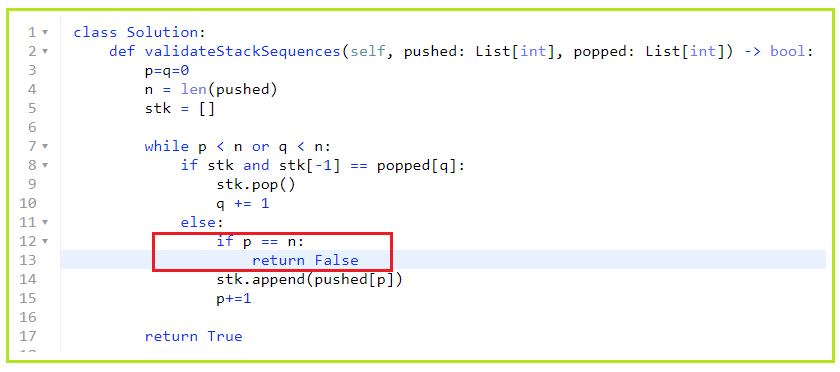 1 class Solution:
2 def validateStackSequences(self, pushed: List[int], popped: List[int]) -> bool:
3 p=q=0
4 n = len(pushed)
5 stk = []
6
7 while p < n or q < n:
8 if stk and stk[-1] == popped[q]:
9 stk.pop()
10 q += 1
11 else:
12 if p == n:
13 return False
14 stk.append(pushed[p])
15 p+=1
16
17 return True